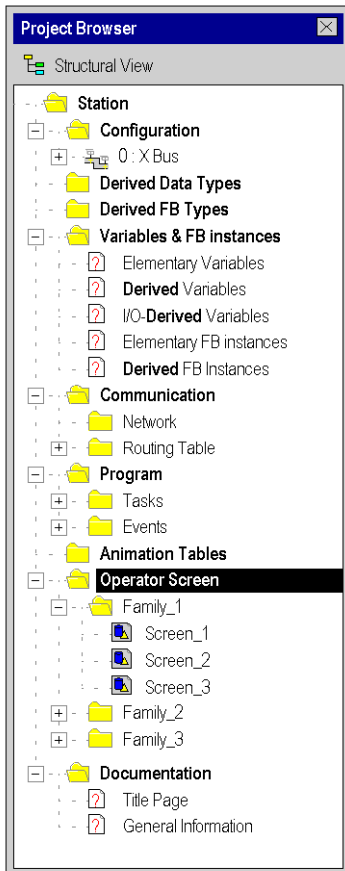 Project Browser
Structural View
Station
Configuration
0 : X Bus
Derived Data Types
Derived FB Types
Variables & FB instances
Elementary Variables
Derived Variables
I/O-Derived Variables
Elementary FB instances
Derived FB Instances
Communication
Network
Routing Table
Program
Tasks
Events
Animation Tables
Operator Screen
Family_1
Screen_1
Screen_2
Screen_3
Family_2
Family_3
Documentation
Title Page
General Information